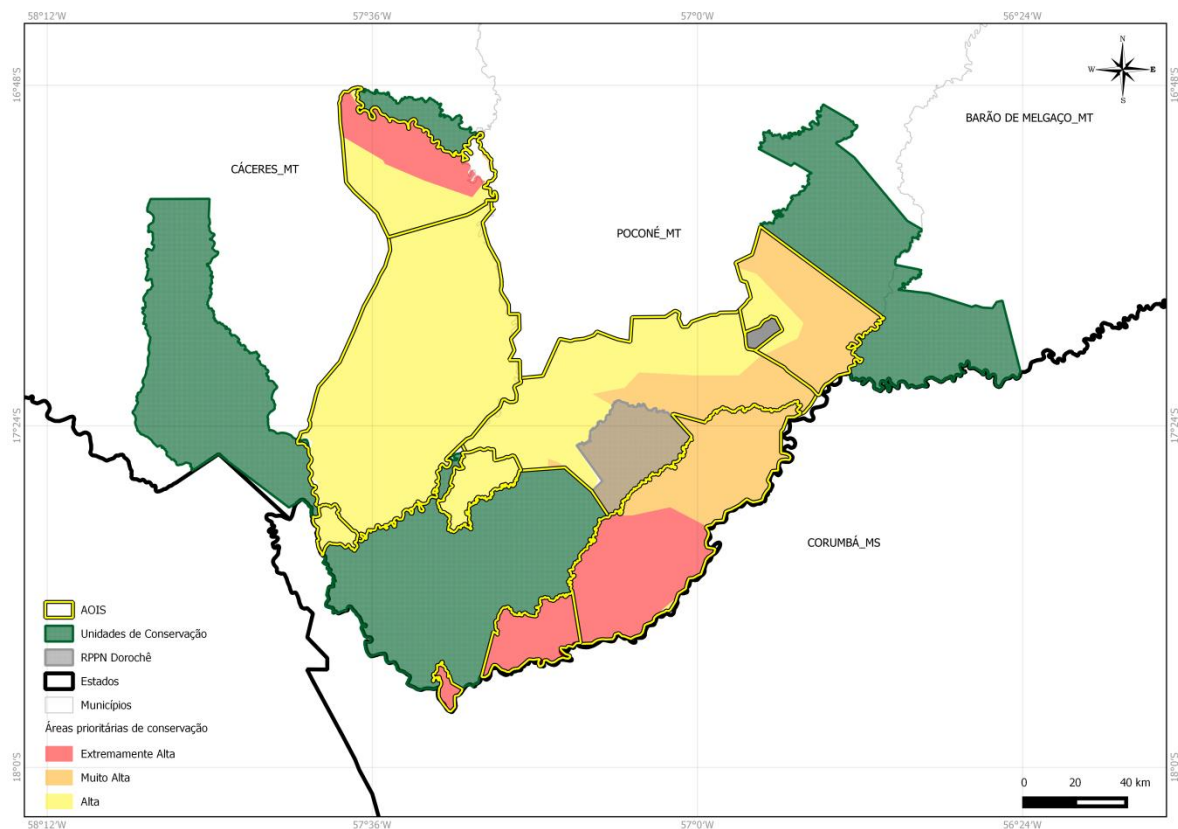 58°12'W
57°36'W
57°0'W
56°24'W
16°48'S
16°48'S
N
W
E
S
BARÃO DE MELGAÇO_MT
CÁCERES_MT
POCONÉ_MT
17°24'S
17°24'S
CORUMBÁ_MS
AOIS
Unidades de Conservação
RPPN Dorochê
Estados
Municípios
Áreas prioritárias de conservação
Extremamente Alta
Muito Alta
Alta
18°0'S
18°0'S
0 20 40 km
58°12'W
57°36'W
57°0'W
56°24'W